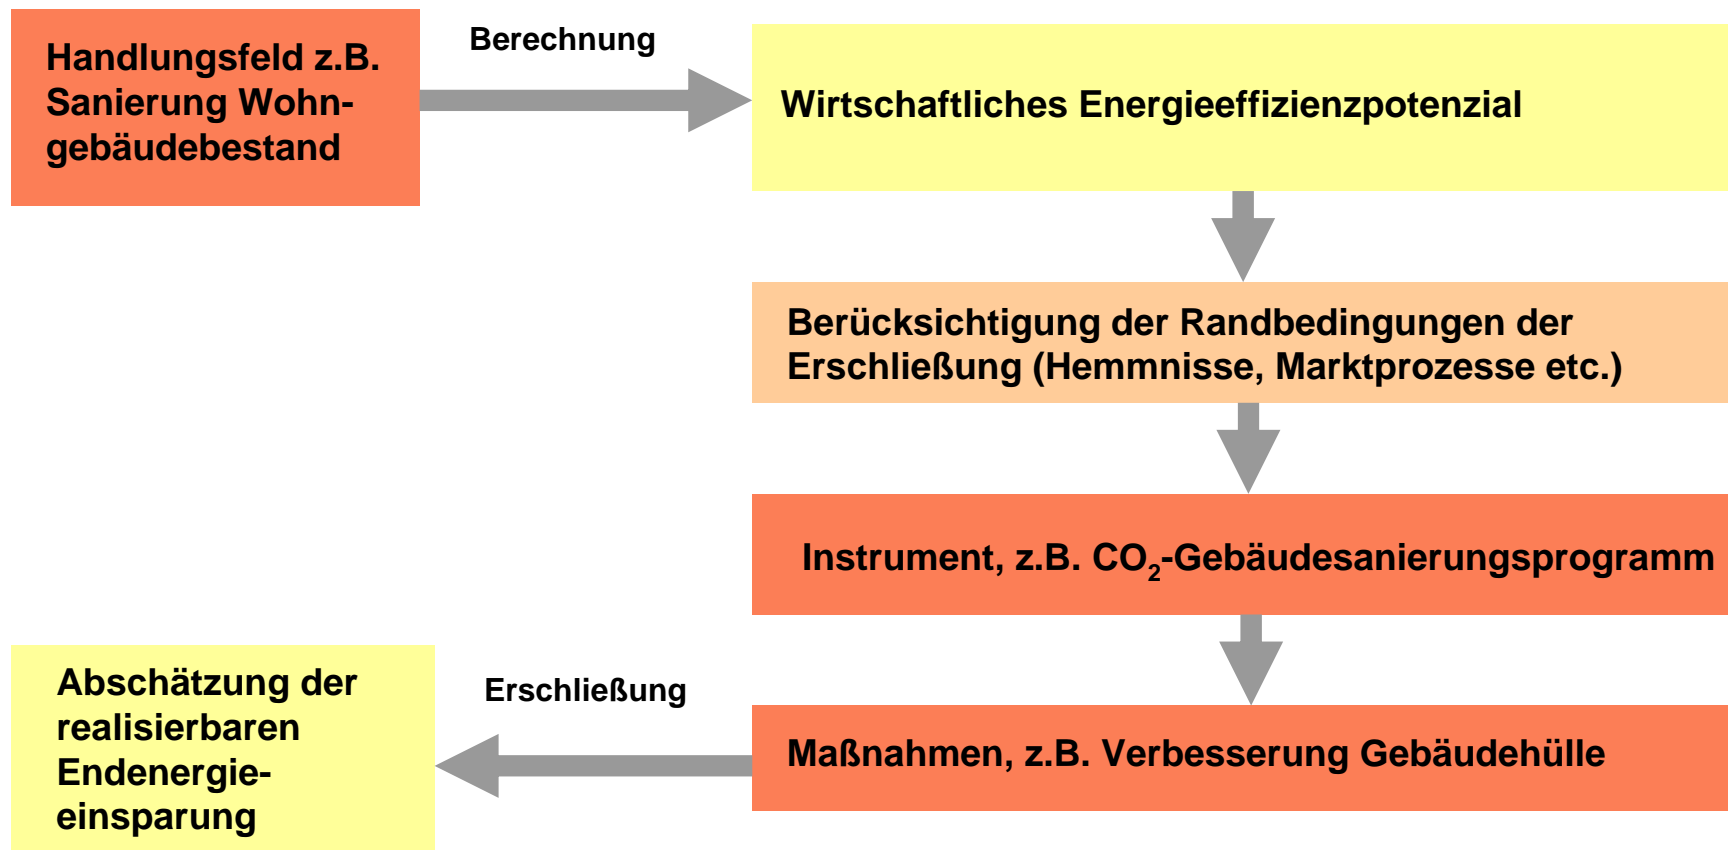 Handlungsfeld z.B.
Sanierung Wohn-
gebäudebestand
Berechnung
Wirtschaftliches Energieeffizienzpotenzial
Berücksichtigung der Randbedingungen der
Erschließung (Hemmnisse, Marktprozesse etc.)
Instrument, z.B. CO₂-Gebäudesanierungsprogramm
Maßnahmen, z.B. Verbesserung Gebäudehülle
Erschließung
Abschätzung der
realisierbaren
Endenergie-
einsparung